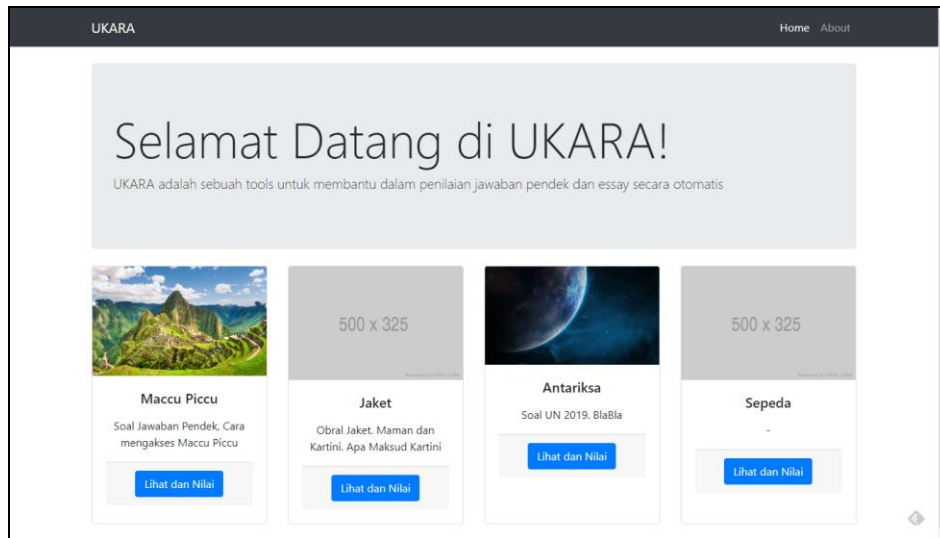 UKARA
Home About
Selamat Datang di UKARA!
UKARA adalah sebuah tools untuk membantu dalam penilaian jawaban pendek dan essay secara otomatis
500 x 325
500 x 325
Maccu Piccu
Soal Jawaban Pendek, Cara
mengakses Maccu Piccu
Lihat dan Nilai
Jaket
Obral Jaket. Maman dan
Kartini. Apa Maksud Kartini
Lihat dan Nilai
Antariksa
Soal UN 2019. BlaBla
Lihat dan Nilai
Sepeda
-
Lihat dan Nilai